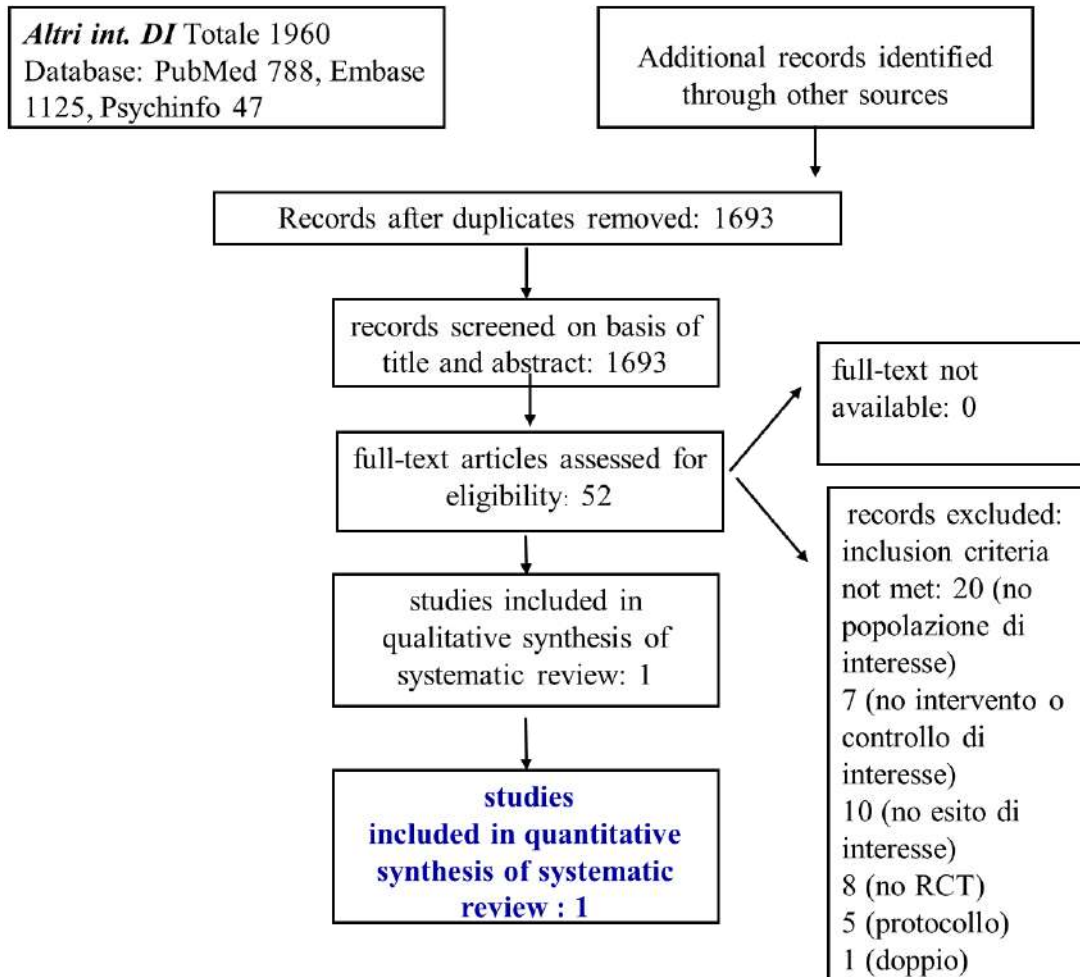 Altri int. DI Totale 1960
Database: PubMed 788, Embase
1125, Psychinfo 47
Additional records identified
through other sources
Records after duplicates removed: 1693
records screened on basis of
title and abstract: 1693
full-text not
available: 0
full-text articles assessed for
eligibility: 52
records excluded:
inclusion criteria
not met: 20 (no
popolazione di
interesse)
7 (no intervento o
controllo di
interesse)
10 (no esito di
interesse)
8 (no RCT)
5 (protocollo)
1 (doppio)
studies included in
qualitative synthesis of
systematic review: 1
studies
included in quantitative
synthesis of systematic
review : 1